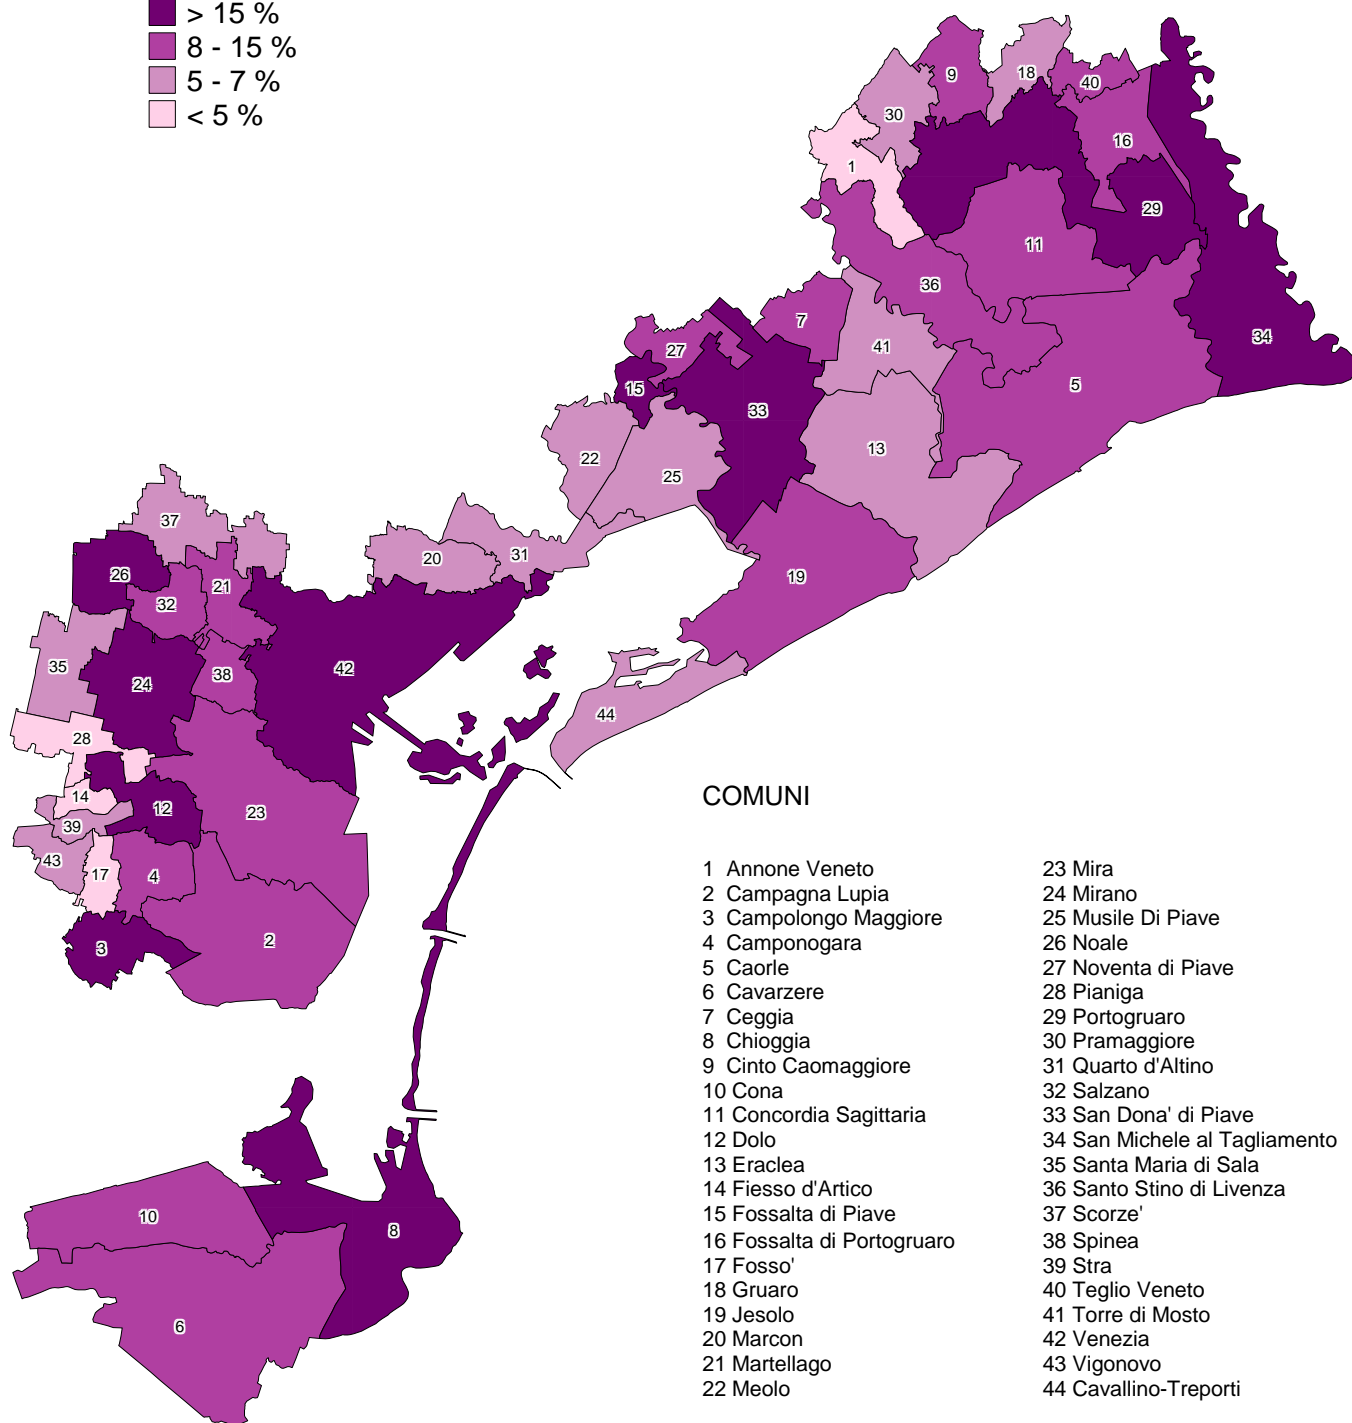 > 15 %
8 - 15 %
5 - 7 %
< 5 %
9
18
40
30
16
1
29
11
36
7
34
41
27
5
15
33
13
22
25
37
20
31
26
21
19
32
35
42
38
24
44
28
14
12
23
39
43
17
4
3
2
10
8
6
COMUNI
1 Annone Veneto
2 Campagna Lupia
3 Campolongo Maggiore
4 Camponogara
5 Caorle
6 Cavarzere
7 Ceggia
8 Chioggia
9 Cinto Caomaggiore
10 Cona
11 Concordia Sagittaria
12 Dolo
13 Eraclea
14 Fiesso d'Artico
15 Fossalta di Piave
16 Fossalta di Portogruaro
17 Fosso'
18 Gruaro
19 Jesolo
20 Marcon
21 Martellago
22 Meolo
23 Mira
24 Mirano
25 Musile Di Piave
26 Noale
27 Noventa di Piave
28 Pianiga
29 Portogruaro
30 Pramaggiore
31 Quarto d'Altino
32 Salzano
33 San Dona' di Piave
34 San Michele al Tagliamento
35 Santa Maria di Sala
36 Santo Stino di Livenza
37 Scorze'
38 Spinea
39 Stra
40 Teglio Veneto
41 Torre di Mosto
42 Venezia
43 Vigonovo
44 Cavallino-Treporti